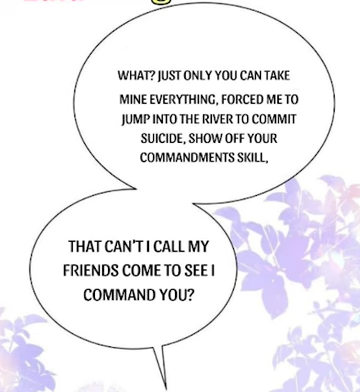 WHAT? JUST ONLY YOU CAN TAKE
MINE EVERYTHING, FORCED ME TO
JUMP INTO THE RIVER TO COMMIT
SUICIDE, SHOW OFF YOUR
COMMANDMENTS SKILL,
THAT CAN'T I CALL MY
FRIENDS COME TO SEE I
COMMAND YOU?